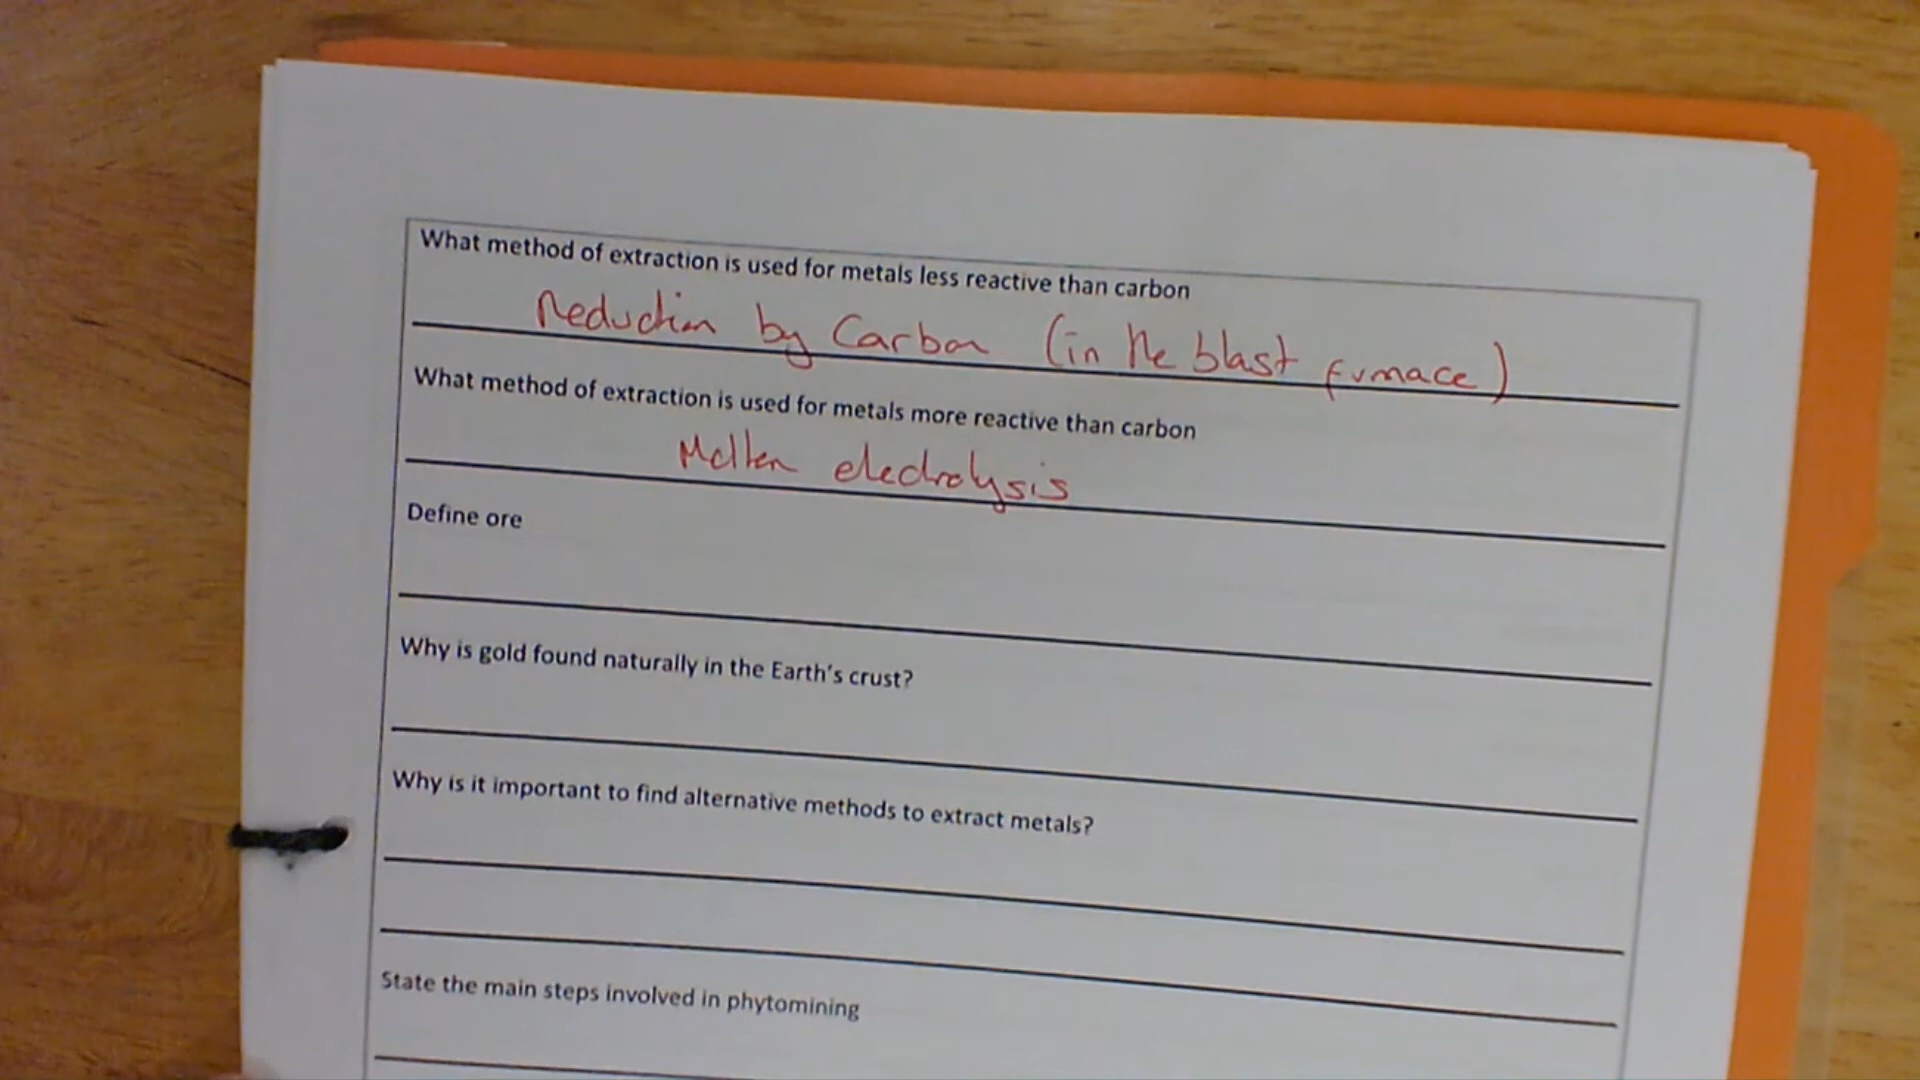 What method of extraction is used for metals less reactive than carbon
Reduction by Carbon (in the blast furnace)
What method of extraction is used for metals more reactive than carbon
Molten electrolysis
Define ore
Why is gold found naturally in the Earth's crust?
Why is it important to find alternative methods to extract metals?
State the main steps involved in phytomining